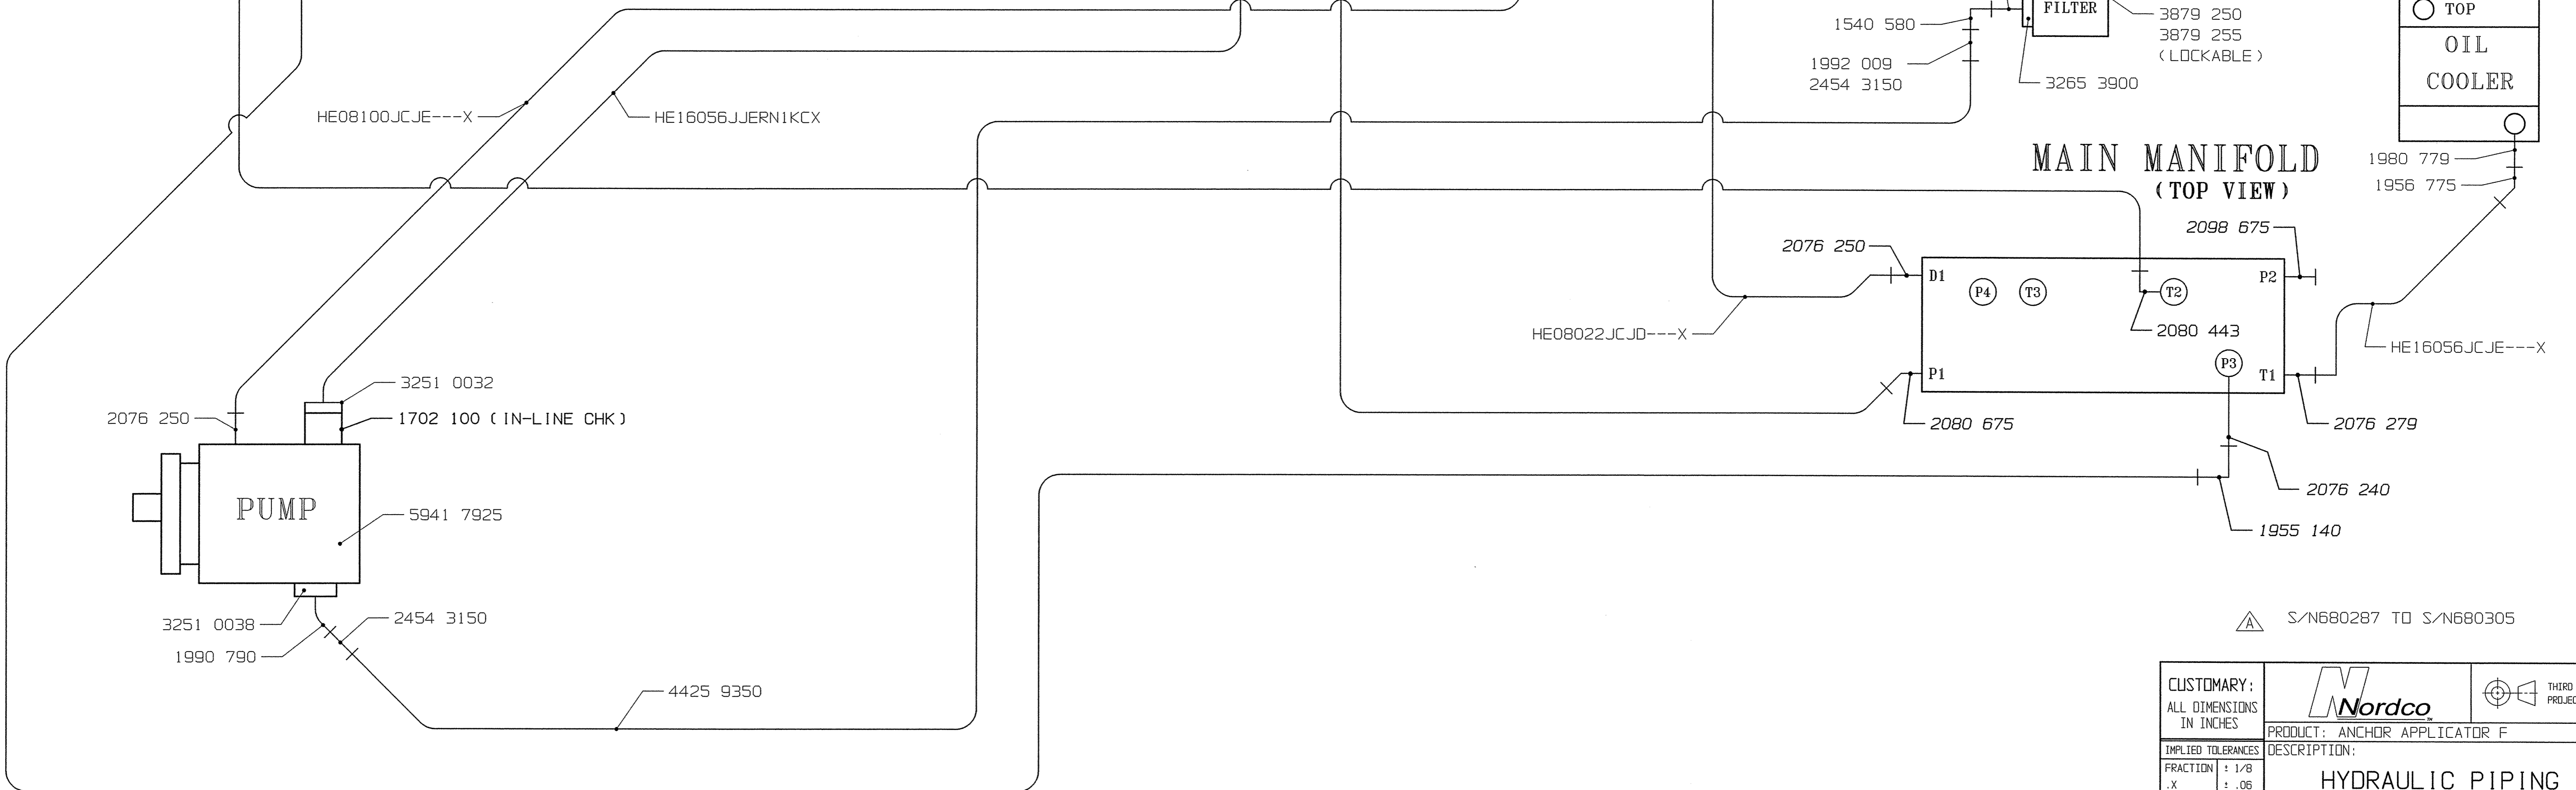 FILTER
TOP
OIL
COOLER
1540 580
3879 250
3879 255
(LOCKABLE)
1992 009
2454 3150
3265 3900
HE08100JCJE---X
HE16056JJERN1KCX
MAIN MANIFOLD
(TOP VIEW)
1980 779
1956 775
2098 675
2076 250
D1
P4
T3
T2
P2
2080 443
HE08022JCJD---X
HE16056JCJE---X
P3
P1
T1
3251 0032
2076 250
1702 100 (IN-LINE CHK)
2080 675
2076 279
PUMP
5941 7925
2076 240
1955 140
3251 0038
2454 3150
1990 790
4425 9350
A
S/N680287 TO S/N680305
CUSTOMARY:
ALL DIMENSIONS
IN INCHES
Nordco
THIRD
PROJEC
PRODUCT: ANCHOR APPLICATOR F
IMPLIED TOLERANCES
DESCRIPTION:
FRACTION ± 1/8
.X ± .06
HYDRAULIC PIPING